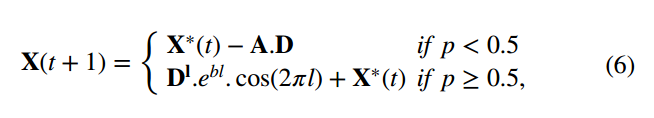 X(t + 1) = { X*(t) − A.D if p < 0.5
D^l.e^{bl}.cos(2πl) + X*(t) if p ≥ 0.5, (6)